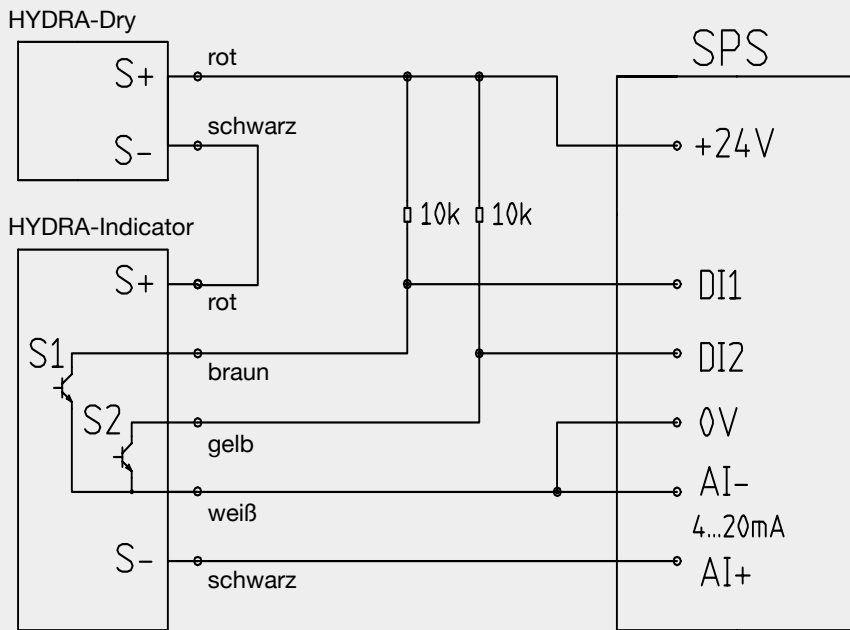 HYDRA-Dry
SPS
S+
rot
S-
schwarz
+24V
10k
10k
HYDRA-Indicator
S+
rot
DI1
S1
braun
DI2
S2
gelb
0V
weiß
AI-
4...20mA
S-
schwarz
AI+